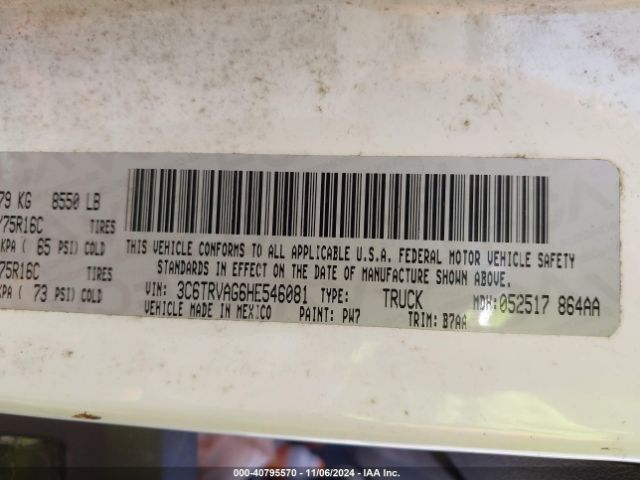 79 KG 8550 LB
/75R16C TIRES
KPA ( 65 PSI) COLD
75R16C TIRES
KPA ( 73 PSI) COLD
THIS VEHICLE CONFORMS TO ALL APPLICABLE U.S.A. FEDERAL MOTOR VEHICLE SAFETY
STANDARDS IN EFFECT ON THE DATE OF MANUFACTURE SHOWN ABOVE.
VIN: 3C6TRVAG6HE546081 TYPE: TRUCK MDH:052517 864AA
VEHICLE MADE IN MEXICO PAINT: PW7 TRIM: B7AA
000-40795570 - 11/06/2024 - IAA Inc.